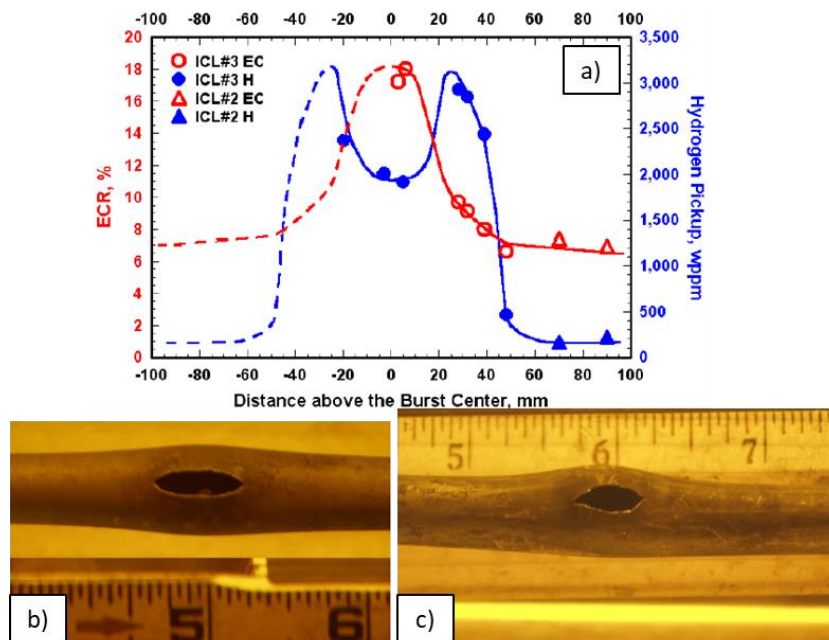 -100 -80 -60 -40 -20 0 20 40 60 80 100
20 3,500
18 3,000
16
14 2,500
12 2,000
10
8 1,500
6 1,000
4
2 500
0 0
ICL#3 EC
ICL#3 H
ICL#2 EC
ICL#2 H
a)
ECR, %
Hydrogen Pickup, wppm
-100 -80 -60 -40 -20 0 20 40 60 80 100
Distance above the Burst Center, mm
5 6 7
5 6
b)
c)